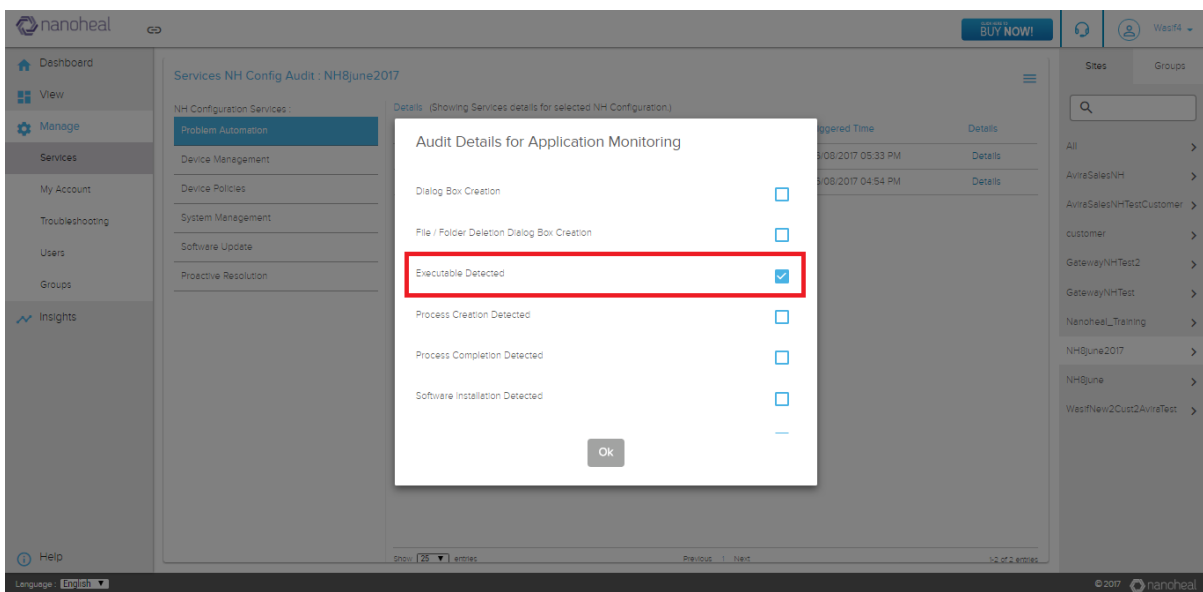 nanoheal
BUY NOW!
Wasif4
Dashboard
View
Manage
Services
My Account
Troubleshooting
Users
Groups
Insights
Help
Services NH Config Audit : NH8june2017
NH Configuration Services :
Problem Automation
Device Management
Device Policies
System Management
Software Update
Proactive Resolution
Details (Showing Services details for selected NH Configuration.)
iggered Time
Details
/08/2017 05:33 PM
Details
/08/2017 04:54 PM
Details
Audit Details for Application Monitoring
Dialog Box Creation
File / Folder Deletion Dialog Box Creation
Executable Detected
Process Creation Detected
Process Completion Detected
Software Installation Detected
Ok
Show 25 entries
Previous 1 Next
1-2 of 2 entries
Sites
Groups
All
AviraSalesNH
AviraSalesNHTestCustomer
customer
GatewayNHTest2
GatewayNHTest
Nanoheal_Training
NH8june2017
NH8june
WasifNew2Cust2AviraTest
Language : English
©2017 nanoheal